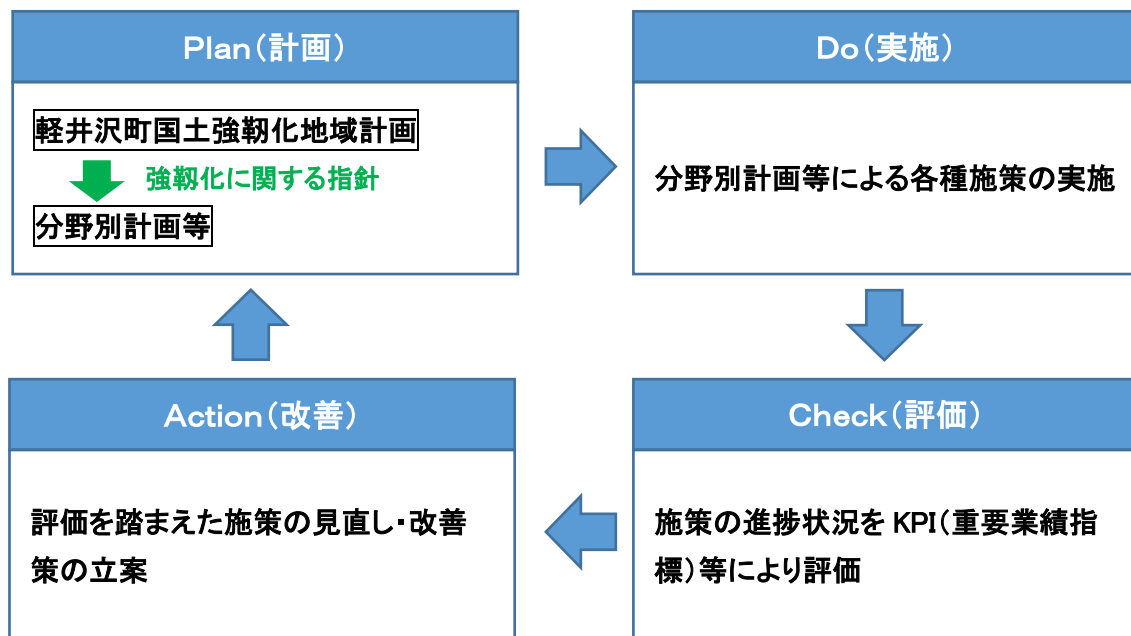 Plan（計画）
軽井沢町国土強靱化地域計画
強靱化に関する指針
分野別計画等
Do（実施）
分野別計画等による各種施策の実施
Check（評価）
施策の進捗状況を KPI（重要業績指
標）等により評価
Action（改善）
評価を踏まえた施策の見直し・改善
策の立案